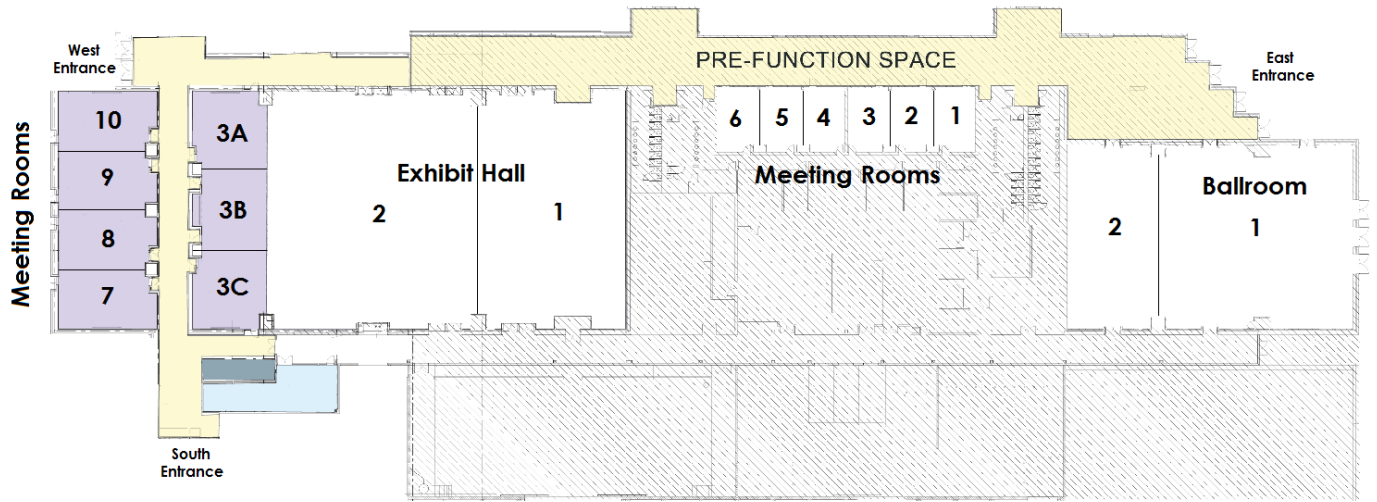 West
Entrance
PRE-FUNCTION SPACE
East
Entrance
Meeting Rooms
10
9
8
7
3A
3B
3C
Exhibit Hall
2
1
6
5
4
3
2
1
Meeting Rooms
Ballroom
2
1
South
Entrance